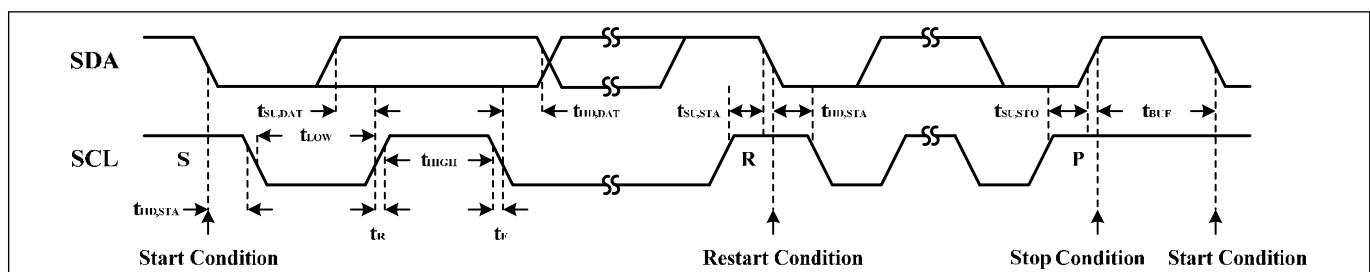 SDA
tSU,DAT
tHD,DAT
tSU,STA
tHD,STA
tSU,STO
tBUF
tLOW
SCL
S
tHIGH
R
P
tHD,STA
tR
tF
Start Condition
Restart Condition
Stop Condition
Start Condition